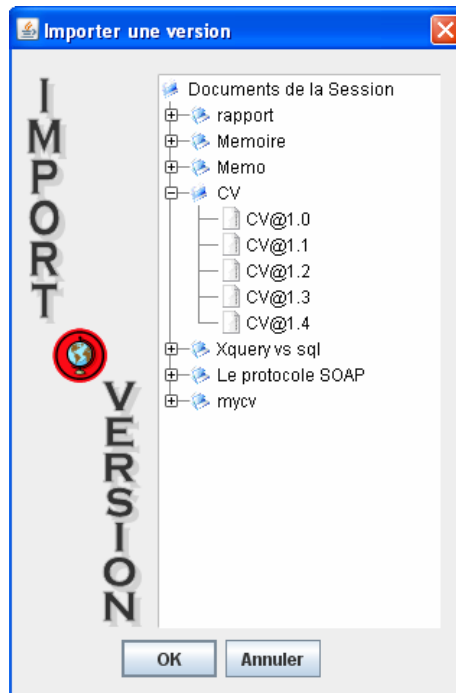 Importer une version
IMPORT
VERSION
Documents de la Session
rapport
Memoire
Memo
CV
CV@1.0
CV@1.1
CV@1.2
CV@1.3
CV@1.4
Xquery vs sql
Le protocole SOAP
mycv
OK
Annuler